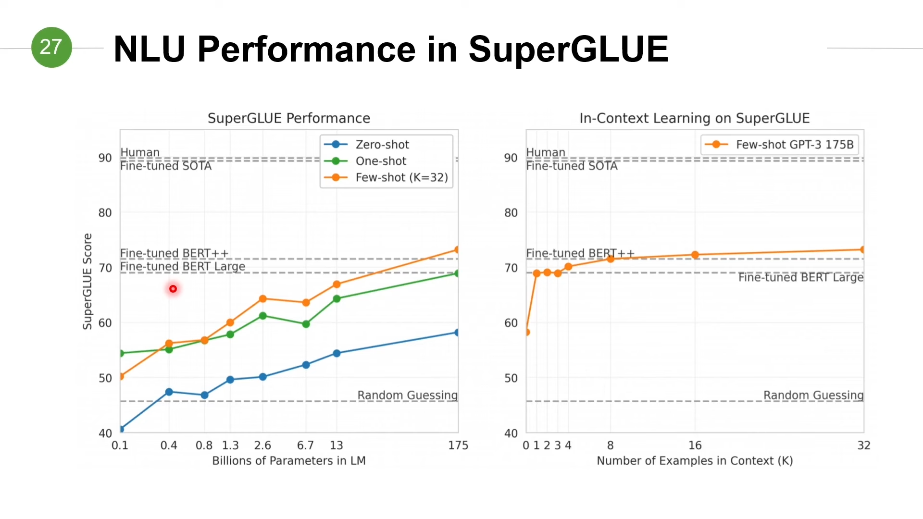 27
NLU Performance in SuperGLUE
SuperGLUE Performance
Zero-shot
One-shot
Few-shot (K=32)
Human
Fine-tuned SOTA
Fine-tuned BERT++
Fine-tuned BERT Large
Random Guessing
SuperGLUE Score
90
80
70
60
50
40
0.1 0.4 0.8 1.3 2.6 6.7 13 175
Billions of Parameters in LM
In-Context Learning on SuperGLUE
Few-shot GPT-3 175B
Human
Fine-tuned SOTA
Fine-tuned BERT++
Fine-tuned BERT Large
Random Guessing
90
80
70
60
50
40
0 1 2 3 4 8 16 32
Number of Examples in Context (K)